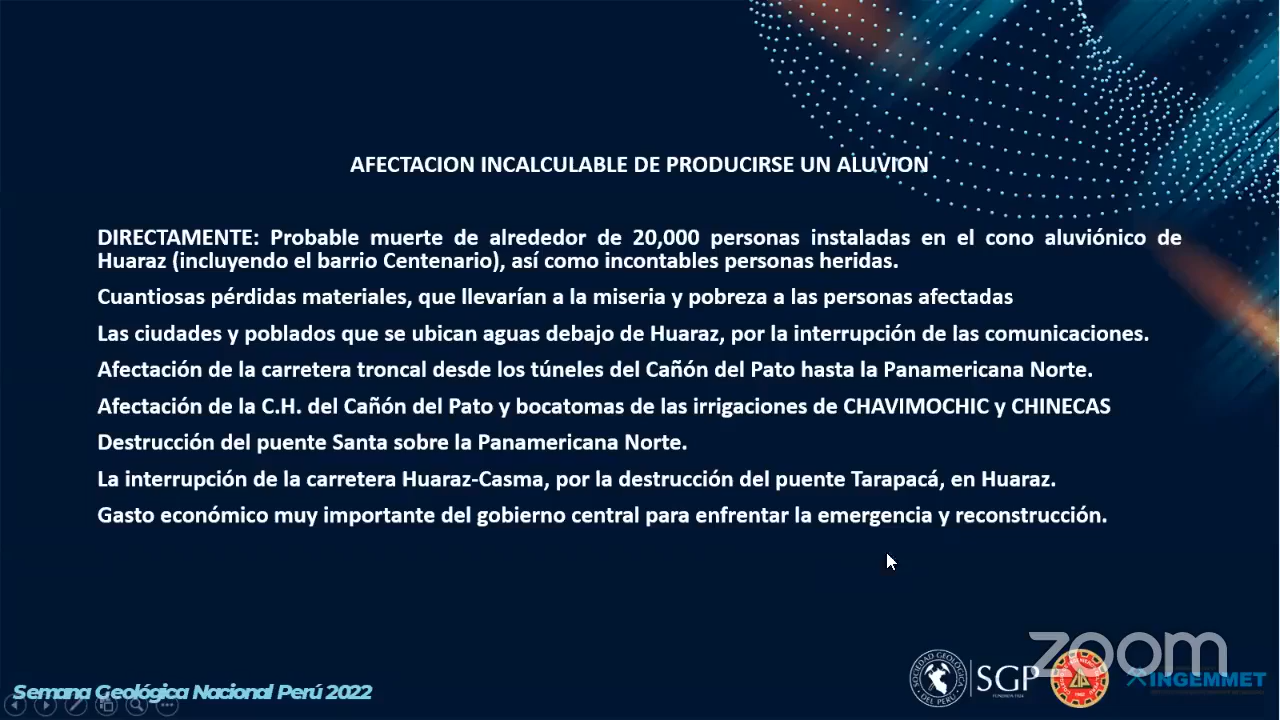 AFECTACION INCALCULABLE DE PRODUCIRSE UN ALUVION
DIRECTAMENTE: Probable muerte de alrededor de 20,000 personas instaladas en el cono aluviónico de
Huaraz (incluyendo el barrio Centenario), así como incontables personas heridas.
Cuantiosas pérdidas materiales, que llevarían a la miseria y pobreza a las personas afectadas
Las ciudades y poblados que se ubican aguas debajo de Huaraz, por la interrupción de las comunicaciones.
Afectación de la carretera troncal desde los túneles del Cañón del Pato hasta la Panamericana Norte.
Afectación de la C.H. del Cañón del Pato y bocatomas de las irrigaciones de CHAVIMOCHIC y CHINECAS
Destrucción del puente Santa sobre la Panamericana Norte.
La interrupción de la carretera Huaraz-Casma, por la destrucción del puente Tarapacá, en Huaraz.
Gasto económico muy importante del gobierno central para enfrentar la emergencia y reconstrucción.
zoom
SOCIEDAD GEOLÓGICA DEL PERÚ
SGP
INGEMMET
Semana Geológica Nacional Perú 2022